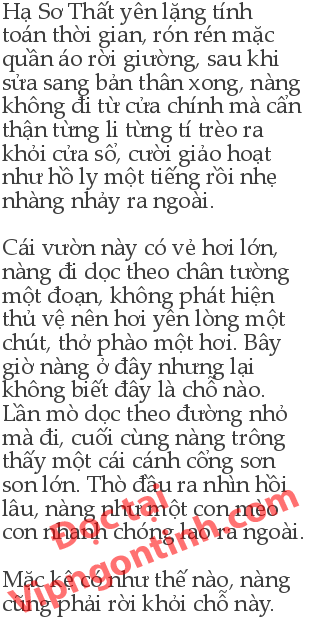 Hạ Sơ Thất yên lặng tính
toán thời gian, rón rén mặc
quần áo rời giường, sau khi
sửa sang bản thân xong, nàng
không đi từ cửa chính mà cẩn
thận từng li từng tí trèo ra
khỏi cửa sổ, cười giảo hoạt
như hồ ly một tiếng rồi nhẹ
nhàng nhảy ra ngoài.
Cái vườn này có vẻ hơi lớn,
nàng đi dọc theo chân tường
một đoạn, không phát hiện
thủ vệ nên hơi yên lòng một
chút, thở phào một hơi. Bây
giờ nàng ở đây nhưng lại
không biết đây là chỗ nào.
Lần mò dọc theo đường nhỏ
mà đi, cuối cùng nàng trông
thấy một cái cánh cổng sơn
son lớn. Thò đầu ra nhìn hồi
lâu, nàng như một con mèo
con nhanh chóng lao ra ngoài.
Đọc tại
Vipngontinh.com
Mặc kệ có như thế nào, nàng
cũng phải rời khỏi chỗ này.